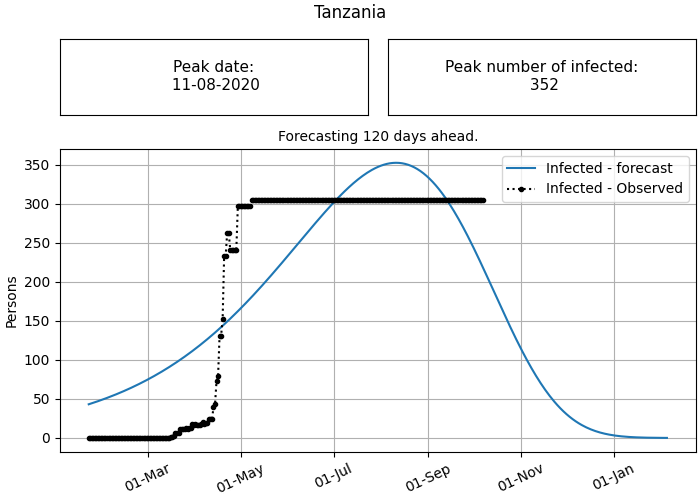 Tanzania
Peak date:
11-08-2020
Peak number of infected:
352
Forecasting 120 days ahead.
Infected - forecast
Infected - Observed
Persons
350
300
250
200
150
100
50
0
01-Mar
01-May
01-Jul
01-Sep
01-Nov
01-Jan